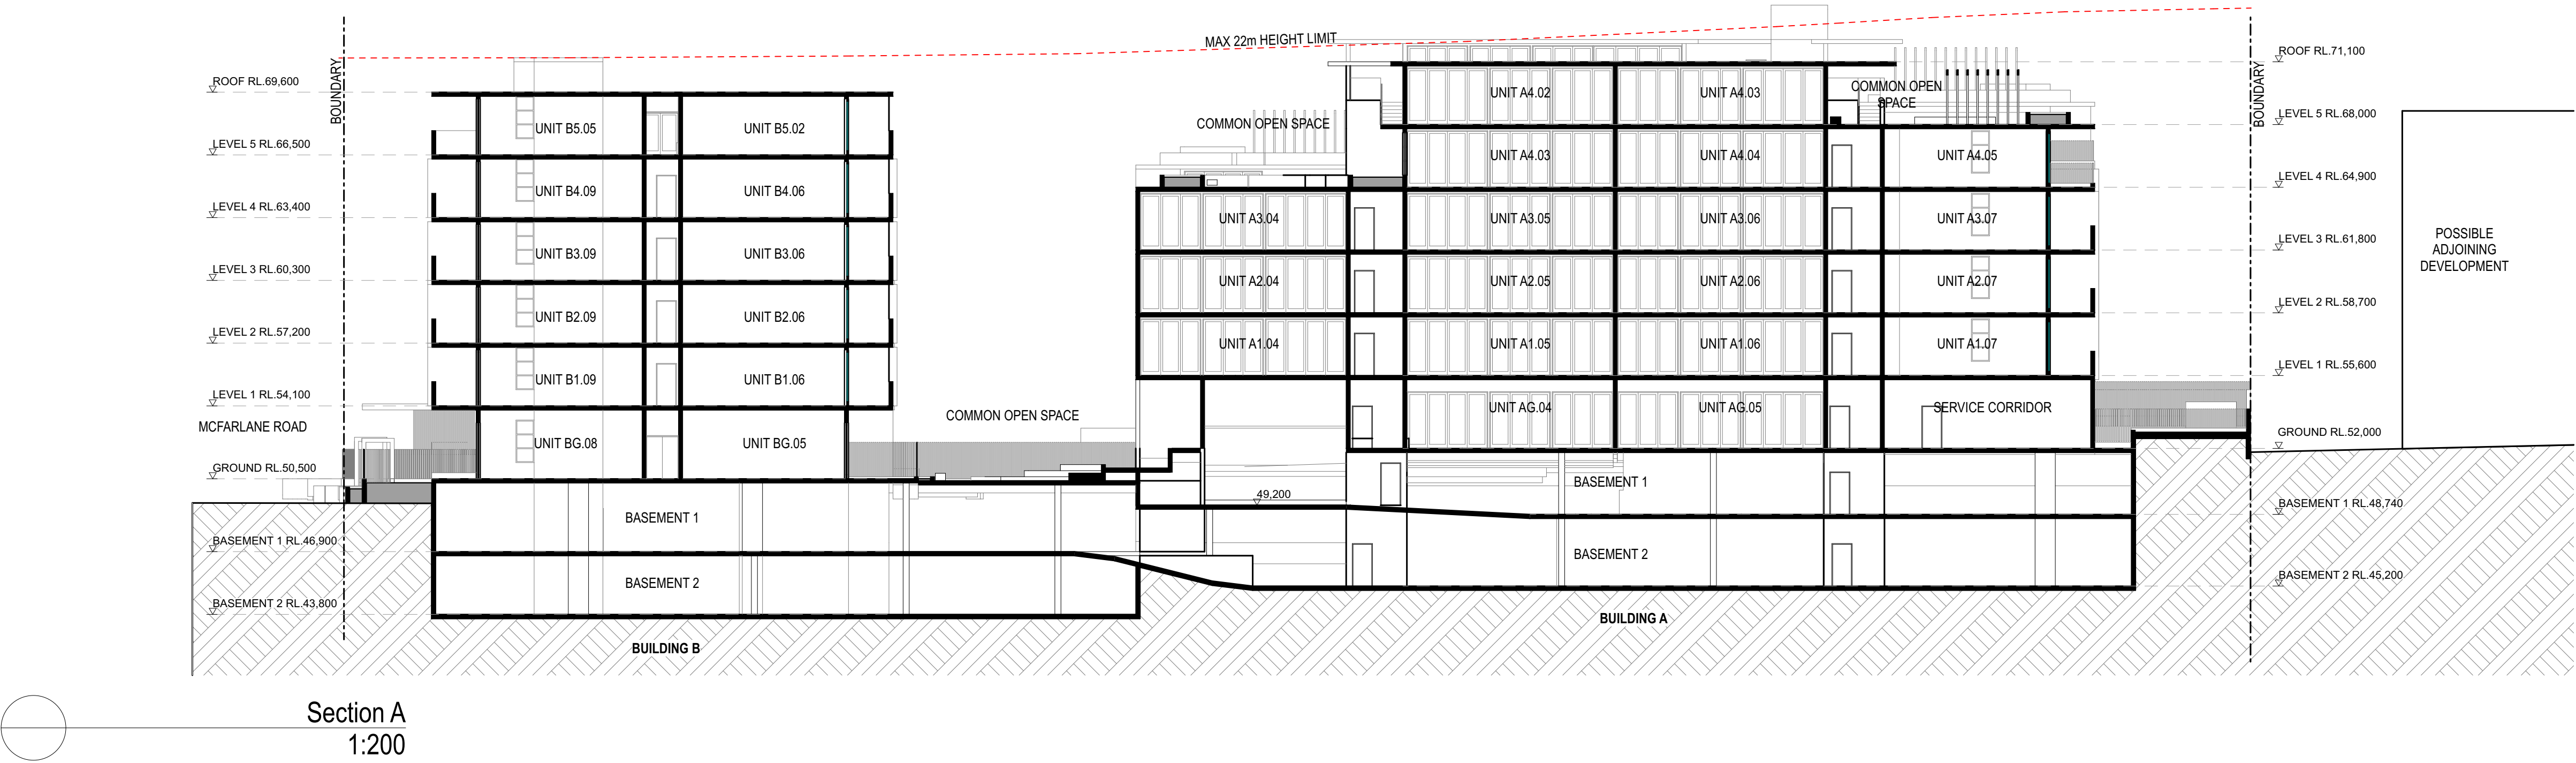 MAX 22m HEIGHT LIMIT
BOUNDARY
BOUNDARY
ROOF RL.69,600
LEVEL 5 RL.66,500
LEVEL 4 RL.63,400
LEVEL 3 RL.60,300
LEVEL 2 RL.57,200
LEVEL 1 RL.54,100
MCFARLANE ROAD
GROUND RL.50,500
BASEMENT 1 RL.46,900
BASEMENT 2 RL.43,800
UNIT B5.05
UNIT B5.02
UNIT B4.09
UNIT B4.06
UNIT B3.09
UNIT B3.06
UNIT B2.09
UNIT B2.06
UNIT B1.09
UNIT B1.06
UNIT BG.08
UNIT BG.05
BASEMENT 1
BASEMENT 2
BUILDING B
COMMON OPEN SPACE
COMMON OPEN SPACE
COMMON OPEN
SPACE
UNIT A4.02
UNIT A4.03
UNIT A4.03
UNIT A4.04
UNIT A4.05
UNIT A3.04
UNIT A3.05
UNIT A3.06
UNIT A3.07
UNIT A2.04
UNIT A2.05
UNIT A2.06
UNIT A2.07
UNIT A1.04
UNIT A1.05
UNIT A1.06
UNIT A1.07
UNIT AG.04
UNIT AG.05
SERVICE CORRIDOR
49,200
BASEMENT 1
BASEMENT 2
BUILDING A
ROOF RL.71,100
LEVEL 5 RL.68,000
LEVEL 4 RL.64,900
LEVEL 3 RL.61,800
LEVEL 2 RL.58,700
LEVEL 1 RL.55,600
GROUND RL.52,000
BASEMENT 1 RL.48,740
BASEMENT 2 RL.45,200
POSSIBLE
ADJOINING
DEVELOPMENT
Section A
1:200